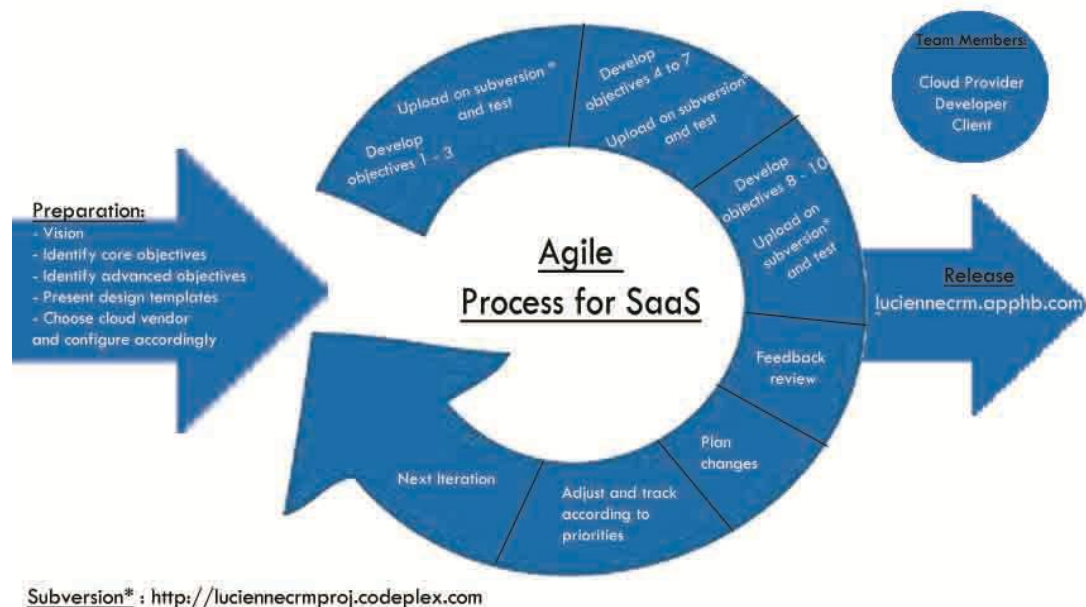 Preparation:
- Vision
- Identify core objectives
- Identify advanced objectives
- Present design templates
- Choose cloud vendor
and configure accordingly
Agile
Process for SaaS
Develop
objectives 1 - 3
Upload on subversion*
and test
Develop
objectives 4 to 7
Upload on subversion*
and test
Develop
objectives 8 - 10
Upload on
subversion*
and test
Feedback
review
Plan
changes
Adjust and track
according to
priorities
Next Iteration
Team Members:
Cloud Provider
Developer
Client
Release
luciennecrm.apphb.com
Subversion* : http://luciennecrmproj.codeplex.com